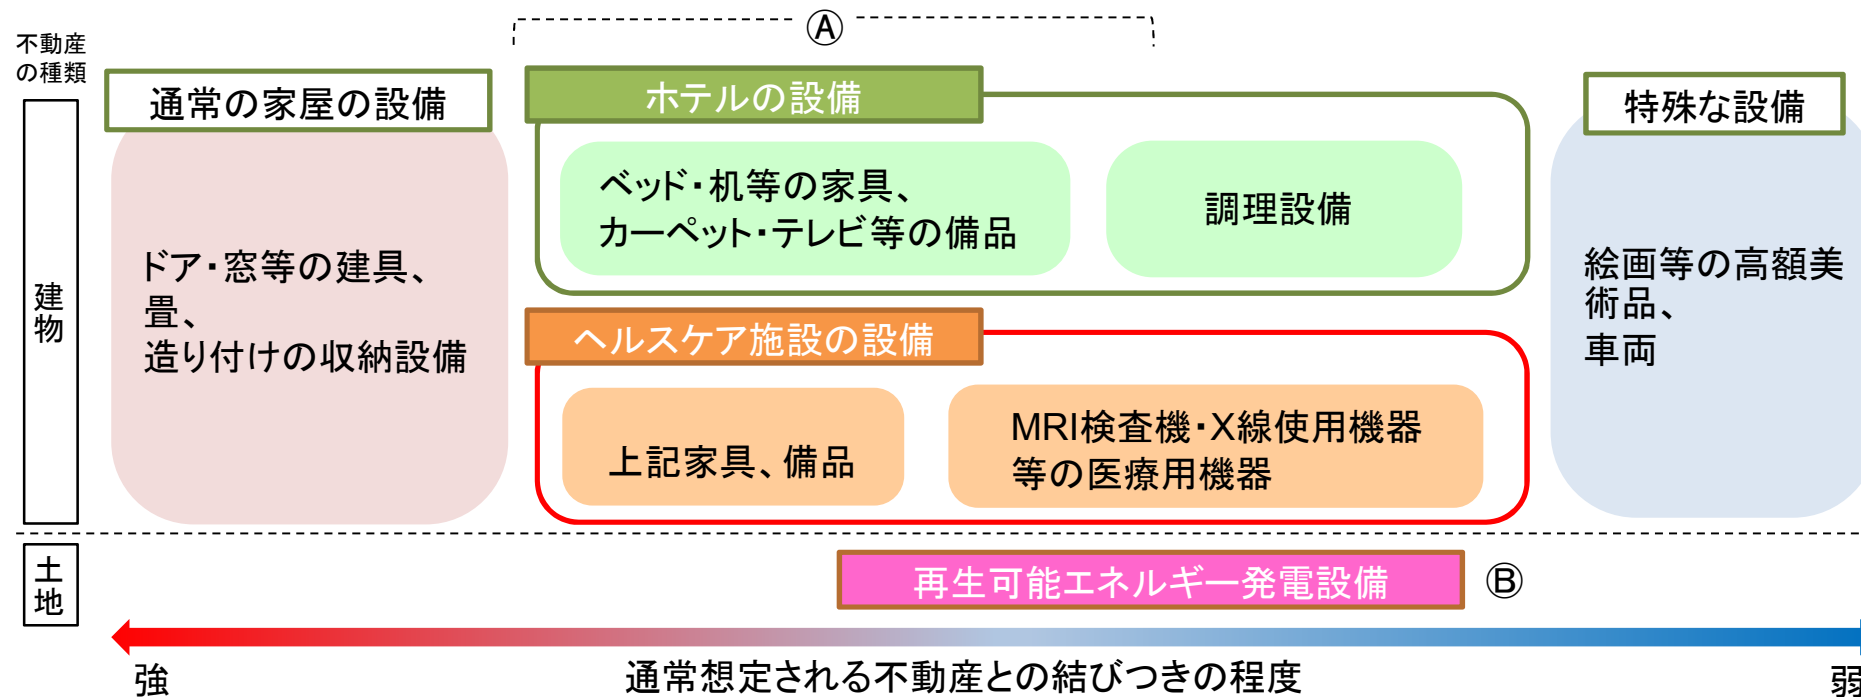 Ⓐ
不動産
の種類
通常の家屋の設備
ホテルの設備
特殊な設備
建物
ベッド・机等の家具、
カーペット・テレビ等の備品
調理設備
ドア・窓等の建具、
畳、
造り付けの収納設備
絵画等の高額美
術品、
車両
ヘルスケア施設の設備
上記家具、備品
MRI検査機・X線使用機器
等の医療用機器
土地
再生可能エネルギー発電設備
Ⓑ
強
通常想定される不動産との結びつきの程度
弱